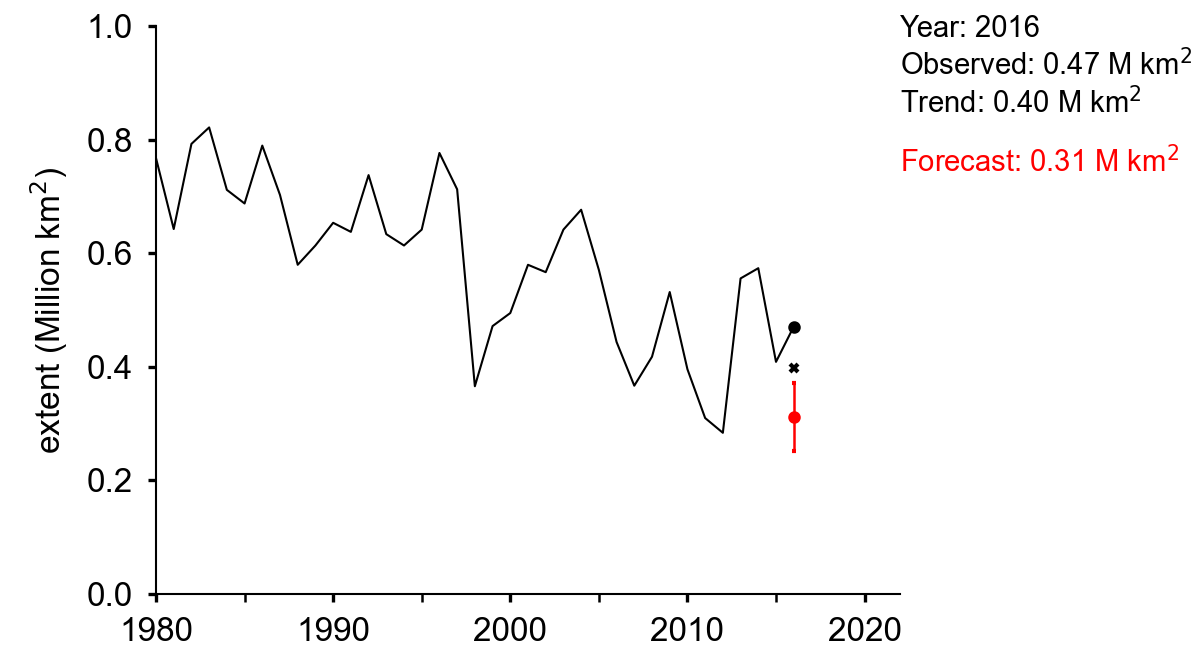 Year: 2016
Observed: 0.47 M km²
Trend: 0.40 M km²
Forecast: 0.31 M km²
extent (Million km²)
1.0
0.8
0.6
0.4
0.2
0.0
1980 1990 2000 2010 2020